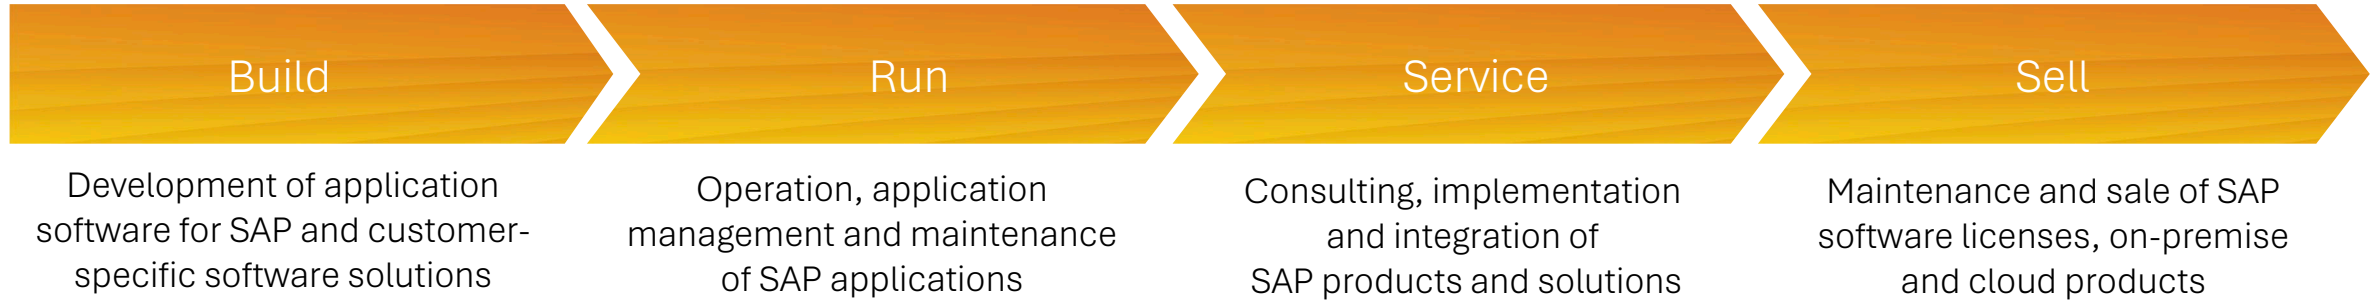 Build
Development of application
software for SAP and customer-
specific software solutions
Run
Operation, application
management and maintenance
of SAP applications
Service
Consulting, implementation
and integration of
SAP products and solutions
Sell
Maintenance and sale of SAP
software licenses, on-premise
and cloud products